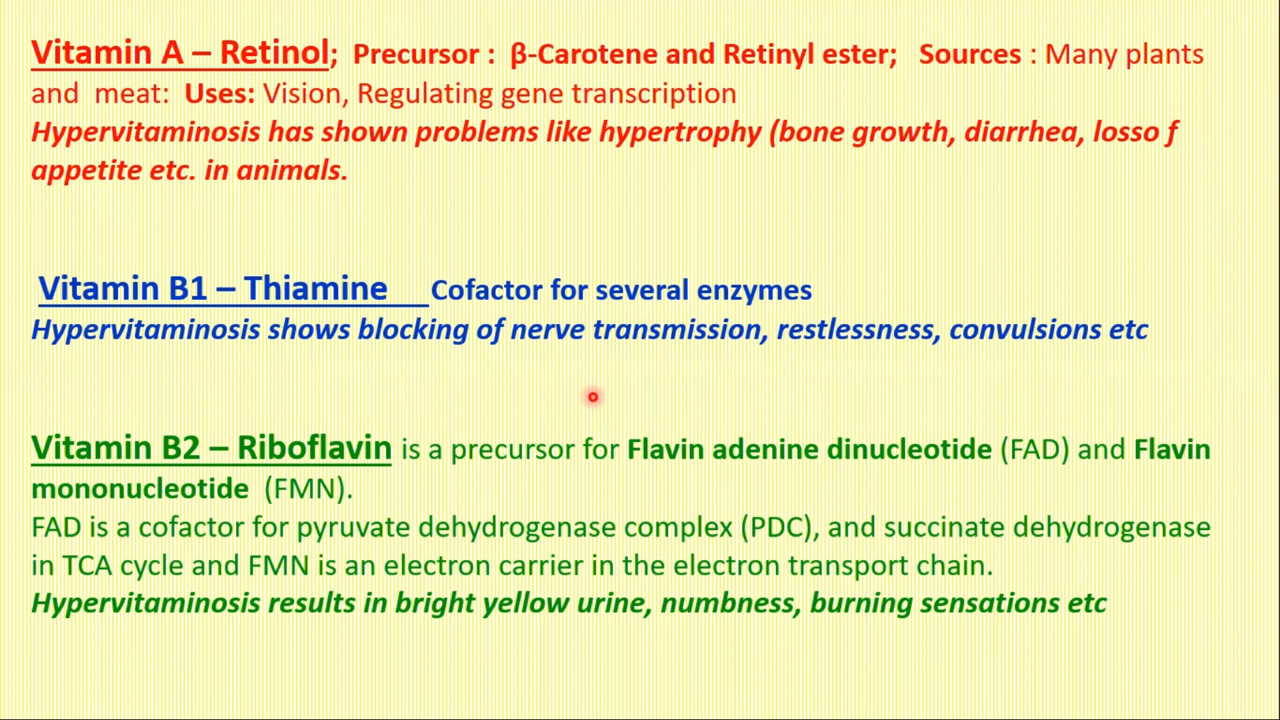 Vitamin A – Retinol; Precursor : β-Carotene and Retinyl ester; Sources : Many plants
and meat: Uses: Vision, Regulating gene transcription
Hypervitaminosis has shown problems like hypertrophy (bone growth, diarrhea, losso f
appetite etc. in animals.
Vitamin B1 – Thiamine Cofactor for several enzymes
Hypervitaminosis shows blocking of nerve transmission, restlessness, convulsions etc
Vitamin B2 – Riboflavin is a precursor for Flavin adenine dinucleotide (FAD) and Flavin
mononucleotide (FMN).
FAD is a cofactor for pyruvate dehydrogenase complex (PDC), and succinate dehydrogenase
in TCA cycle and FMN is an electron carrier in the electron transport chain.
Hypervitaminosis results in bright yellow urine, numbness, burning sensations etc